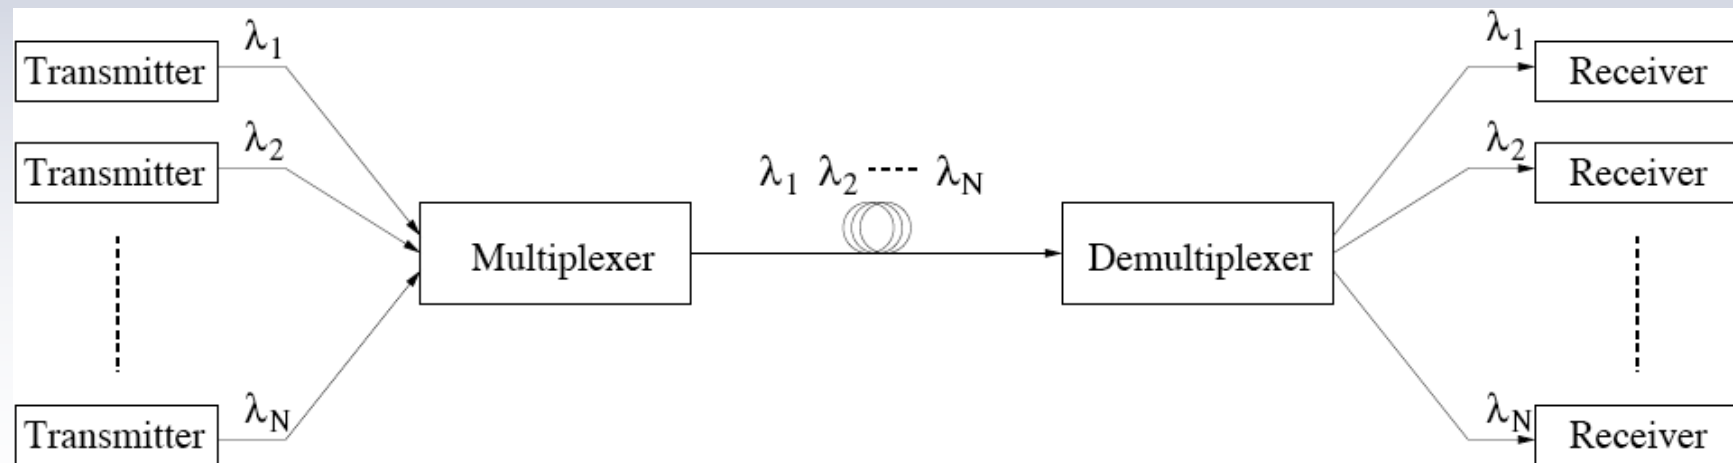 λ1
Transmitter
λ2
Transmitter
λN
Transmitter
Multiplexer
λ1 λ2 ---- λN
Demultiplexer
λ1
Receiver
λ2
Receiver
λN
Receiver